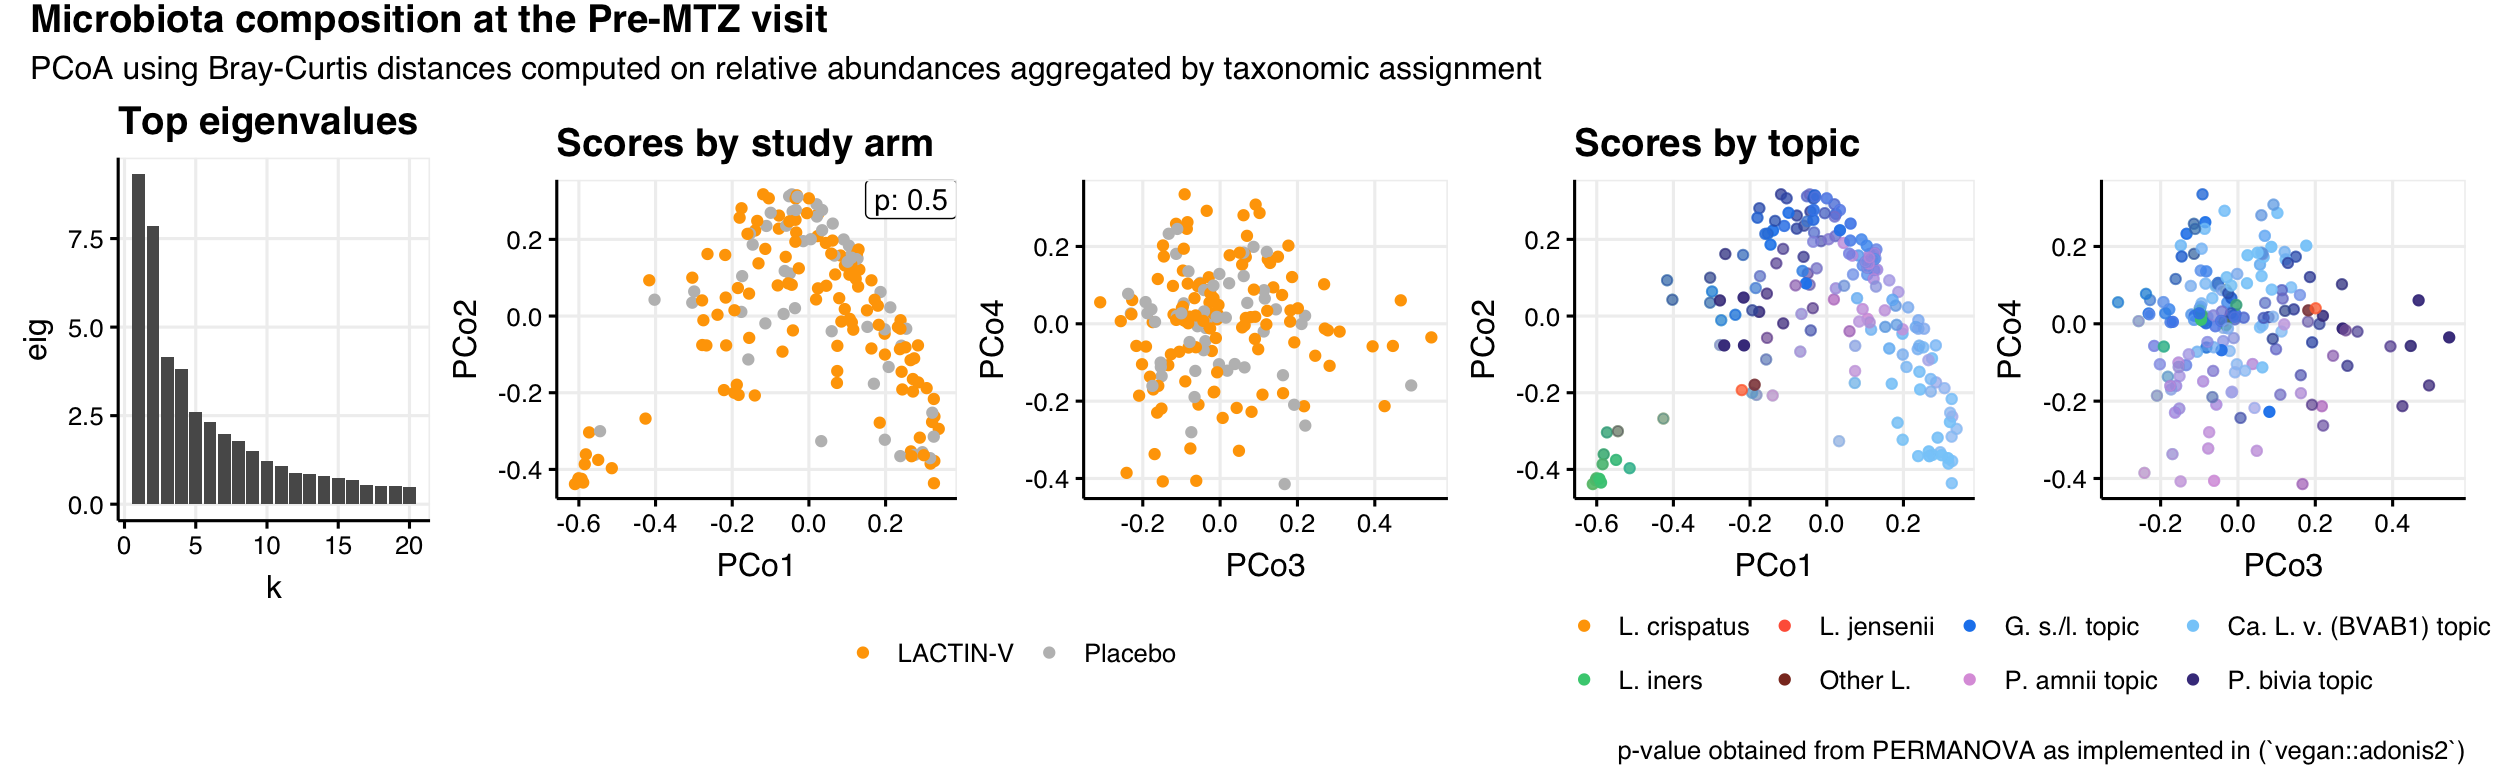 Microbiota composition at the Pre-MTZ visit
PCoA using Bray-Curtis distances computed on relative abundances aggregated by taxonomic assignment
Top eigenvalues
eig
7.5
5.0
2.5
0.0
0 5 10 15 20
k
Scores by study arm
p: 0.5
PCo2
0.2
0.0
-0.2
-0.4
-0.6 -0.4 -0.2 0.0 0.2
PCo1
PCo4
0.2
0.0
-0.2
-0.4
-0.2 0.0 0.2 0.4
PCo3
LACTIN-V Placebo
Scores by topic
PCo2
0.2
0.0
-0.2
-0.4
-0.6 -0.4 -0.2 0.0 0.2
PCo1
PCo4
0.2
0.0
-0.2
-0.4
-0.2 0.0 0.2 0.4
PCo3
L. crispatus L. jensenii G. s./l. topic Ca. L. v. (BVAB1) topic
L. iners Other L. P. amnii topic P. bivia topic
p-value obtained from PERMANOVA as implemented in (`vegan::adonis2`)